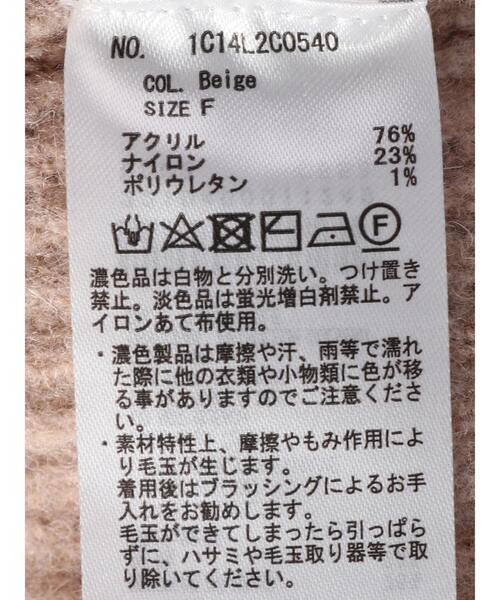 NO. 1C14L2C0540
COL. Beige
SIZE F
アクリル 76%
ナイロン 23%
ポリウレタン 1%
F
濃色品は白物と分別洗い。つけ置き
禁止。淡色品は蛍光増白剤禁止。ア
イロンあて布使用。
・濃色製品は摩擦や汗、雨等で濡れ
た際に他の衣類や小物類に色が移
る事がありますのでご注意くださ
い。
・素材特性上、摩擦やもみ作用によ
り毛玉が生じます。
着用後はブラッシングによるお手
入れをお勧めします。
毛玉ができてしまったら引っぱら
ずに、ハサミや毛玉取り器等で取
り除いてください。